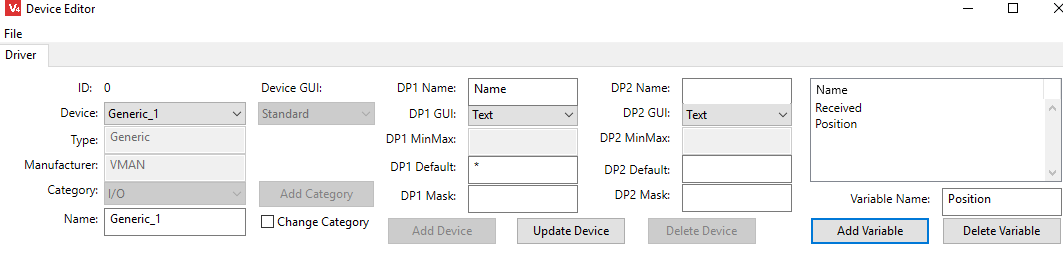 V4 Device Editor
File
Driver
ID: 0 Device GUI: DP1 Name: Name DP2 Name: Name
Device: Generic_1 Standard DP1 GUI: Text DP2 GUI: Text Received
Type: Generic DP1 MinMax: DP2 MinMax: Position
Manufacturer: VMAN DP1 Default: * DP2 Default:
Category: I/O Add Category DP1 Mask: DP2 Mask: Variable Name: Position
Name: Generic_1 Change Category Add Device Update Device Delete Device Add Variable Delete Variable